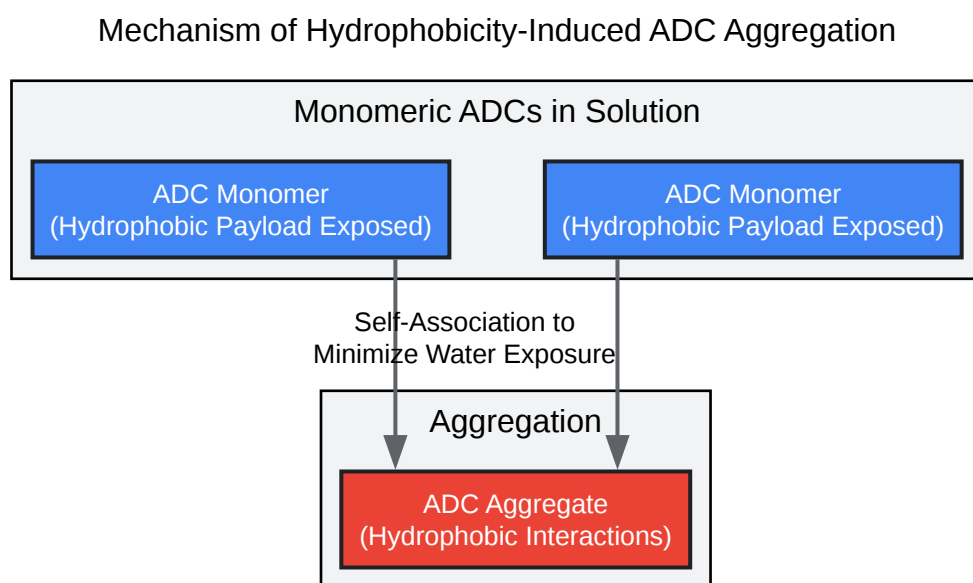 Mechanism of Hydrophobicity-Induced ADC Aggregation
Monomeric ADCs in Solution
ADC Monomer
(Hydrophobic Payload Exposed)
ADC Monomer
(Hydrophobic Payload Exposed)
Self-Association to
Minimize Water Exposure
Aggregation
ADC Aggregate
(Hydrophobic Interactions)